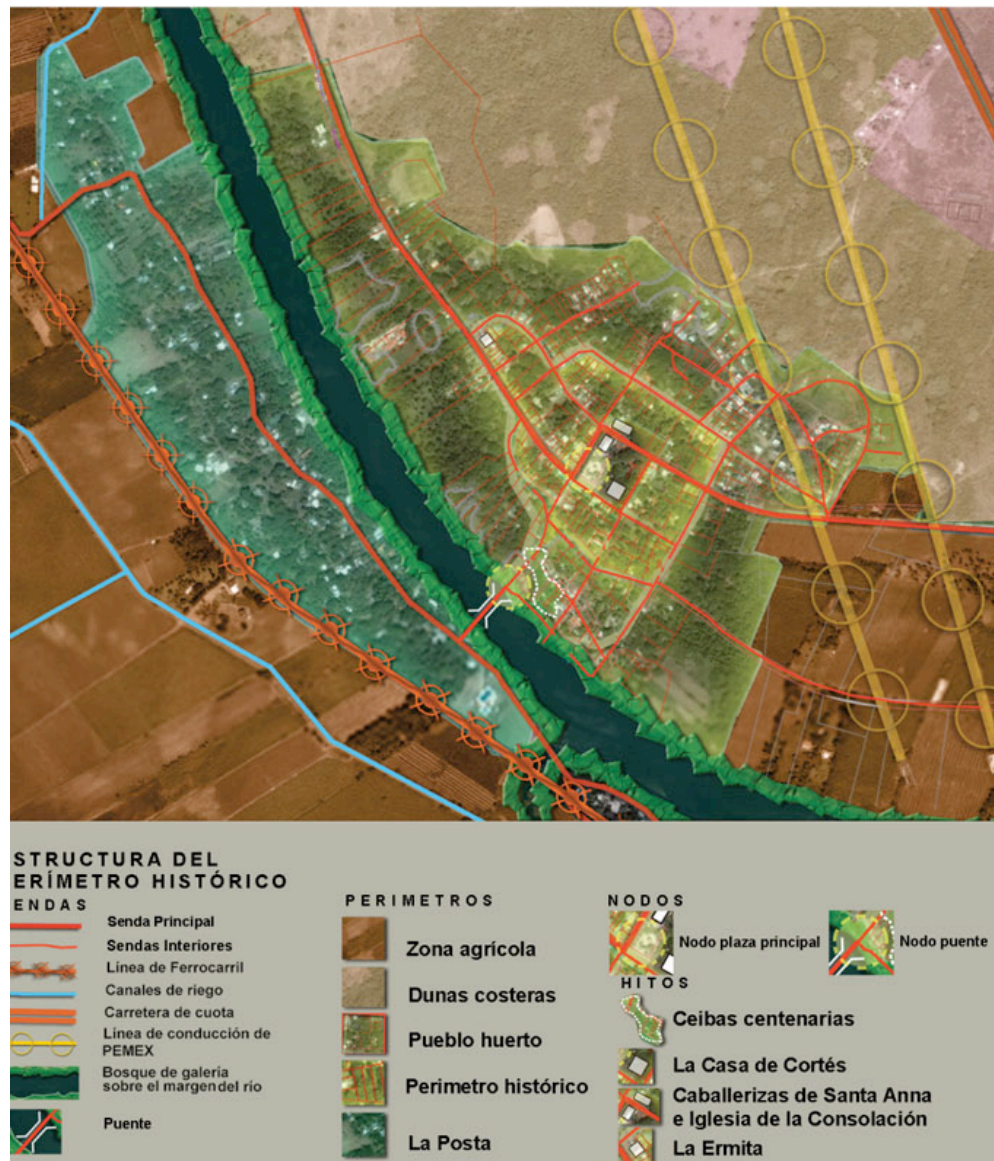 STRUCTURA DEL
ERÍMETRO HISTÓRICO
ENDAS
Senda Principal
Sendas Interiores
Línea de Ferrocarril
Canales de riego
Carretera de cuota
Linea de conducción de
PEMEX
Bosque de galería
sobre el margen del río
Puente
PERIMETROS
Zona agrícola
Dunas costeras
Pueblo huerto
Perimetro histórico
La Posta
NODOS
Nodo plaza principal
Nodo puente
HITOS
Ceibas centenarias
La Casa de Cortés
Caballerizas de Santa Anna
e Iglesia de la Consolación
La Ermita